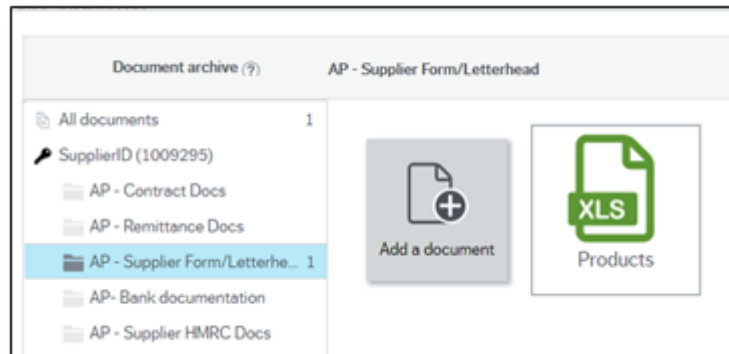 Document archive (?)
AP - Supplier Form/Letterhead
All documents 1
SupplierID (1009295)
AP - Contract Docs
AP - Remittance Docs
AP - Supplier Form/Letterhe... 1
AP- Bank documentation
AP - Supplier HMRC Docs
Add a document
XLS
Products